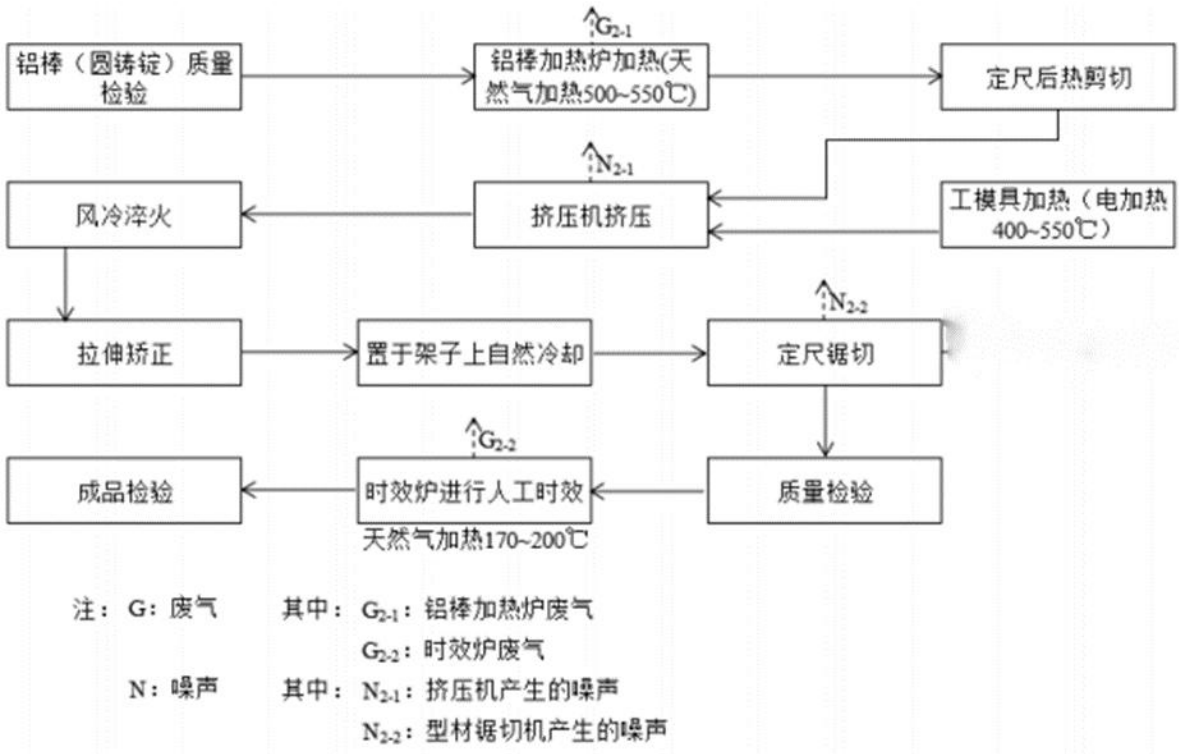 G2-1
铝棒（圆铸锭）质量
检验
铝棒加热炉加热(天
然气加热500~550℃)
定尺后热剪切
N2-1
风冷淬火
挤压机挤压
工模具加热（电加热
400~550℃）
N2-2
拉伸矫正
置于架子上自然冷却
定尺锯切
G2-2
成品检验
时效炉进行人工时效
质量检验
天然气加热170~200℃
注：G：废气 其中：G2-1：铝棒加热炉废气
G2-2：时效炉废气
N：噪声 其中：N2-1：挤压机产生的噪声
N2-2：型材锯切机产生的噪声